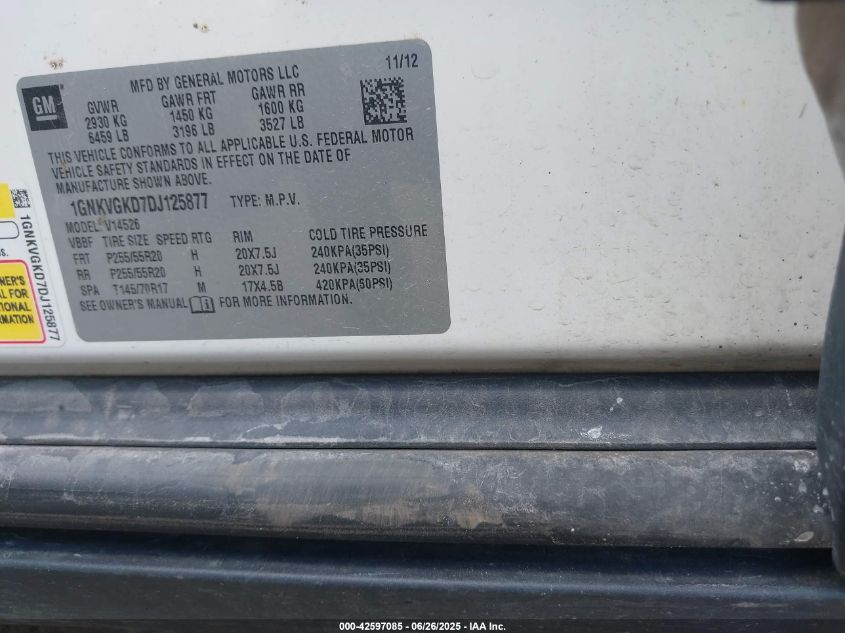 MFD BY GENERAL MOTORS LLC 11/12
GM
GVWR GAWR FRT GAWR RR
2930 KG 1450 KG 1600 KG
6459 LB 3196 LB 3527 LB
THIS VEHICLE CONFORMS TO ALL APPLICABLE U.S. FEDERAL MOTOR
VEHICLE SAFETY STANDARDS IN EFFECT ON THE DATE OF
MANUFACTURE SHOWN ABOVE.
1GNKVGKD7DJ125877 TYPE: M.P.V.
MODEL: V14526
VBBF TIRE SIZE SPEED RTG RIM COLD TIRE PRESSURE
FRT P255/55R20 H 20X7.5J 240KPA(35PSI)
RR P255/55R20 H 20X7.5J 240KPA(35PSI)
SPA T145/70R17 M 17X4.5B 420KPA(60PSI)
SEE OWNER'S MANUAL FOR MORE INFORMATION.
1GNKVGKD7DJ125877
000-42597085 - 06/26/2025 - IAA Inc.